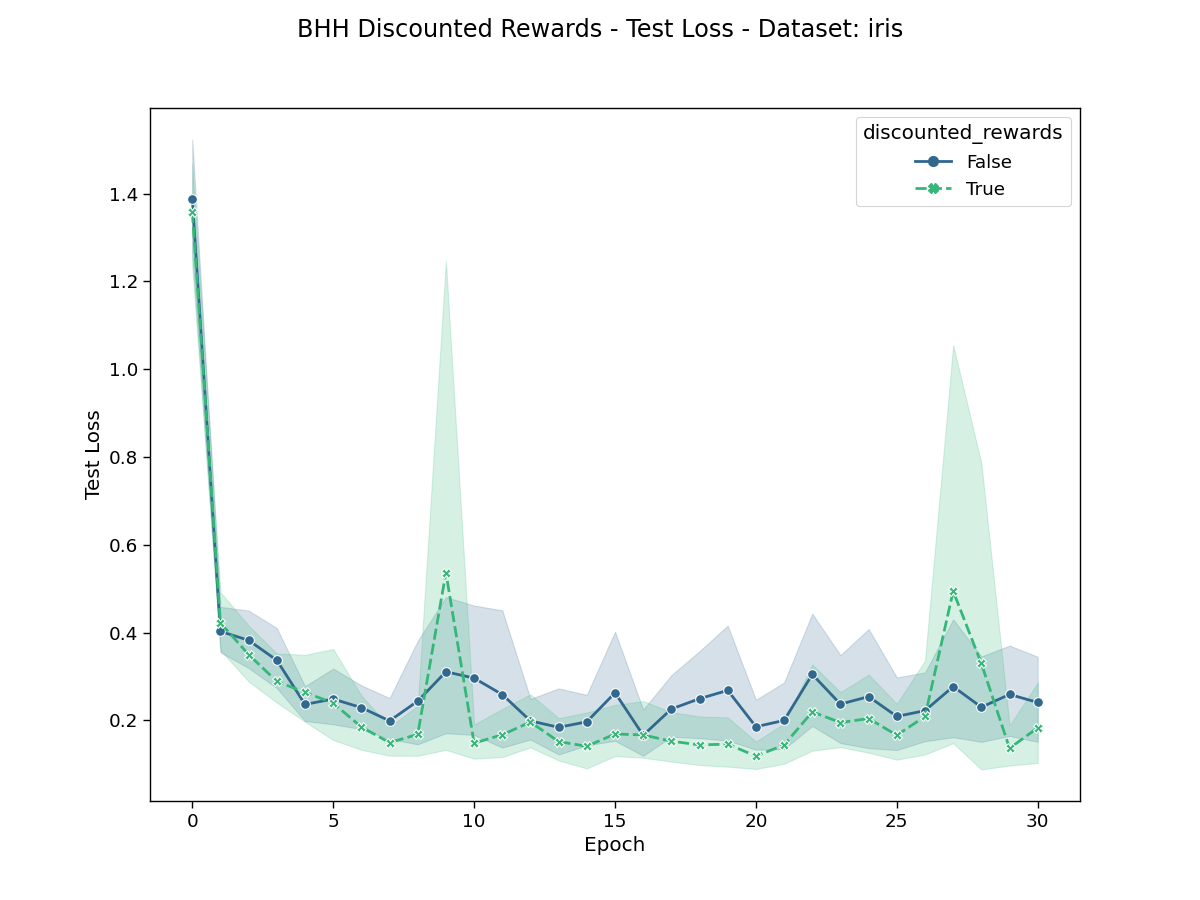 BHH Discounted Rewards - Test Loss - Dataset: iris
discounted_rewards
False
True
1.4
1.2
1.0
0.8
0.6
0.4
0.2
Test Loss
0 5 10 15 20 25 30
Epoch